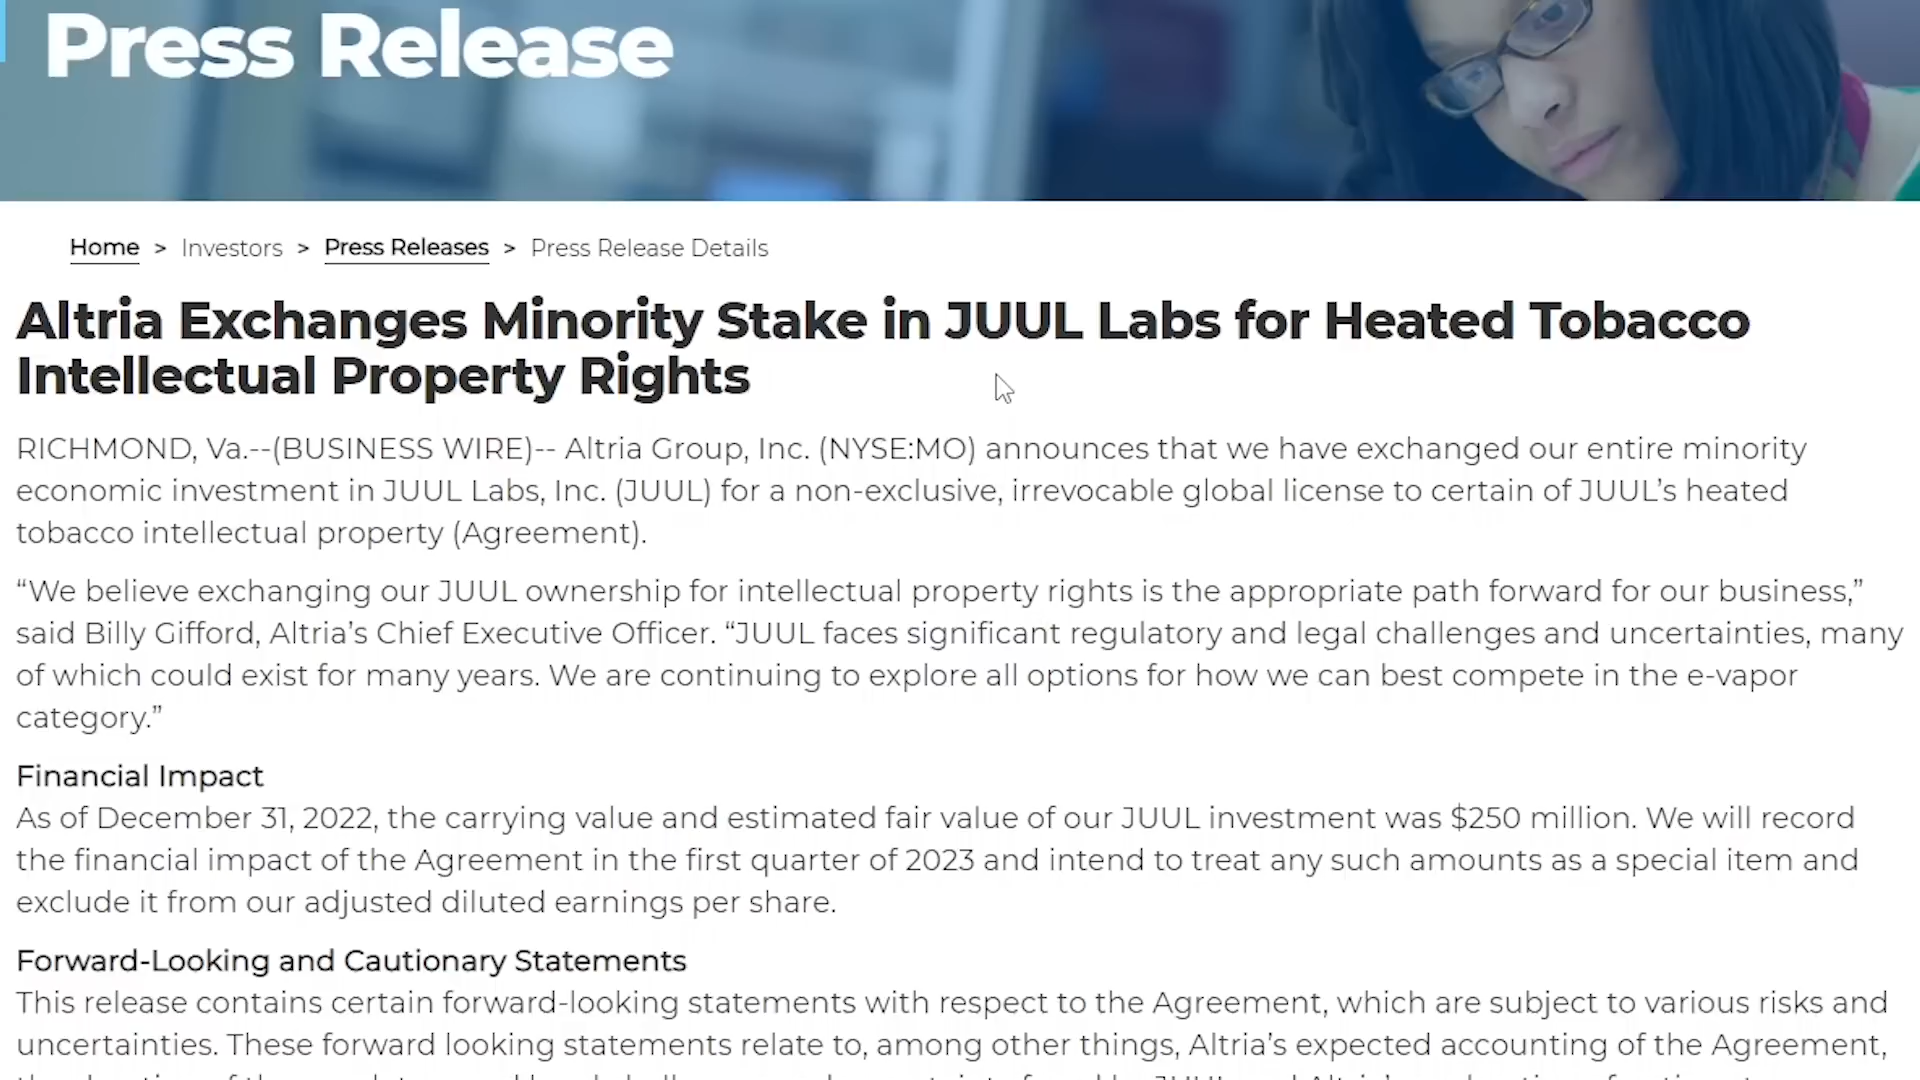 Press Release
Home > Investors > Press Releases > Press Release Details
Altria Exchanges Minority Stake in JUUL Labs for Heated Tobacco
Intellectual Property Rights
RICHMOND, Va.--(BUSINESS WIRE)-- Altria Group, Inc. (NYSE:MO) announces that we have exchanged our entire minority
economic investment in JUUL Labs, Inc. (JUUL) for a non-exclusive, irrevocable global license to certain of JUUL’s heated
tobacco intellectual property (Agreement).
“We believe exchanging our JUUL ownership for intellectual property rights is the appropriate path forward for our business,”
said Billy Gifford, Altria’s Chief Executive Officer. “JUUL faces significant regulatory and legal challenges and uncertainties, many
of which could exist for many years. We are continuing to explore all options for how we can best compete in the e-vapor
category.”
Financial Impact
As of December 31, 2022, the carrying value and estimated fair value of our JUUL investment was $250 million. We will record
the financial impact of the Agreement in the first quarter of 2023 and intend to treat any such amounts as a special item and
exclude it from our adjusted diluted earnings per share.
Forward-Looking and Cautionary Statements
This release contains certain forward-looking statements with respect to the Agreement, which are subject to various risks and
uncertainties. These forward looking statements relate to, among other things, Altria’s expected accounting of the Agreement,